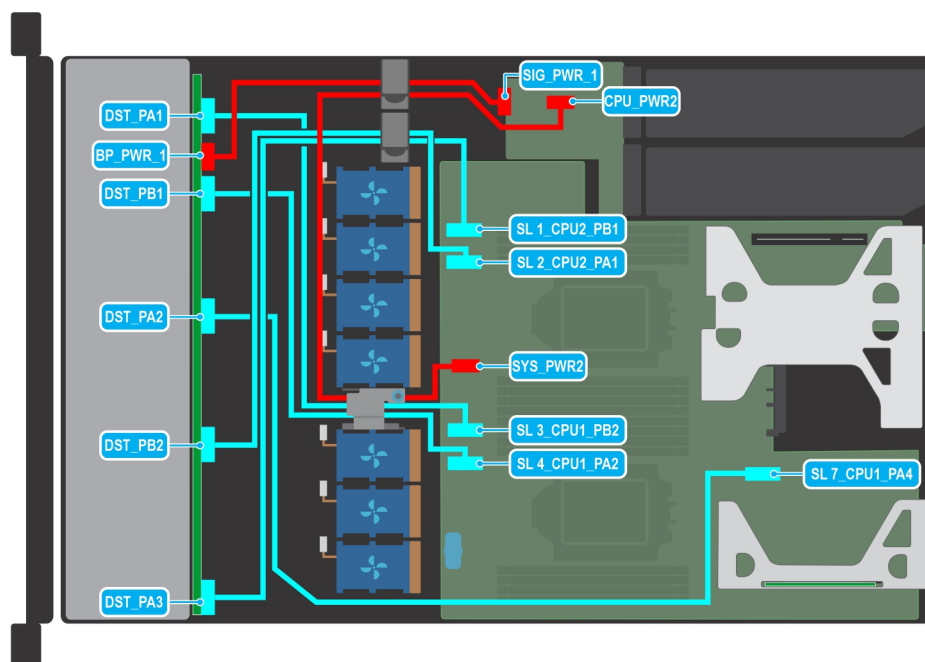 SIG_PWR_1
CPU_PWR2
DST_PA1
BP_PWR_1
DST_PB1
SL 1_CPU2_PB1
SL 2_CPU2_PA1
DST_PA2
SYS_PWR2
SL 3_CPU1_PB2
DST_PB2
SL 4_CPU1_PA2
SL 7_CPU1_PA4
DST_PA3